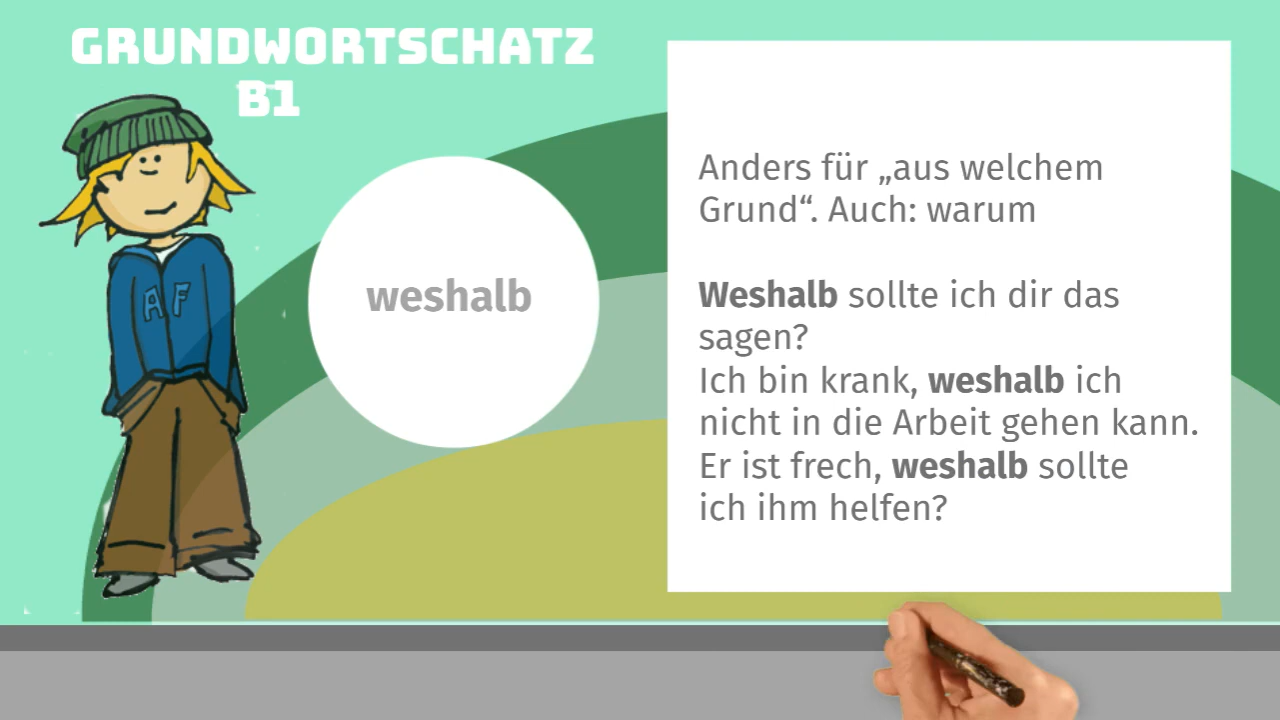 GRUNDWORTSCHATZ
B1
AF
weshalb
Anders für „aus welchem
Grund“. Auch: warum
Weshalb sollte ich dir das
sagen?
Ich bin krank, weshalb ich
nicht in die Arbeit gehen kann.
Er ist frech, weshalb sollte
ich ihm helfen?